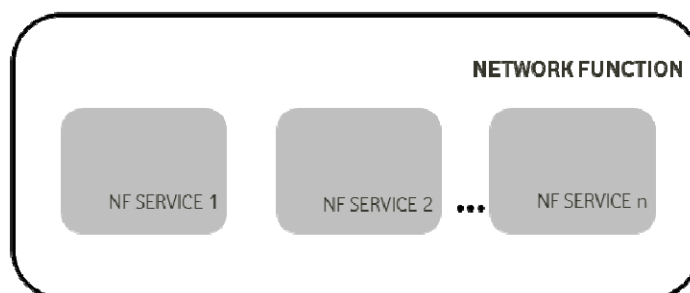 NETWORK FUNCTION
NF SERVICE 1
NF SERVICE 2
...
NF SERVICE n